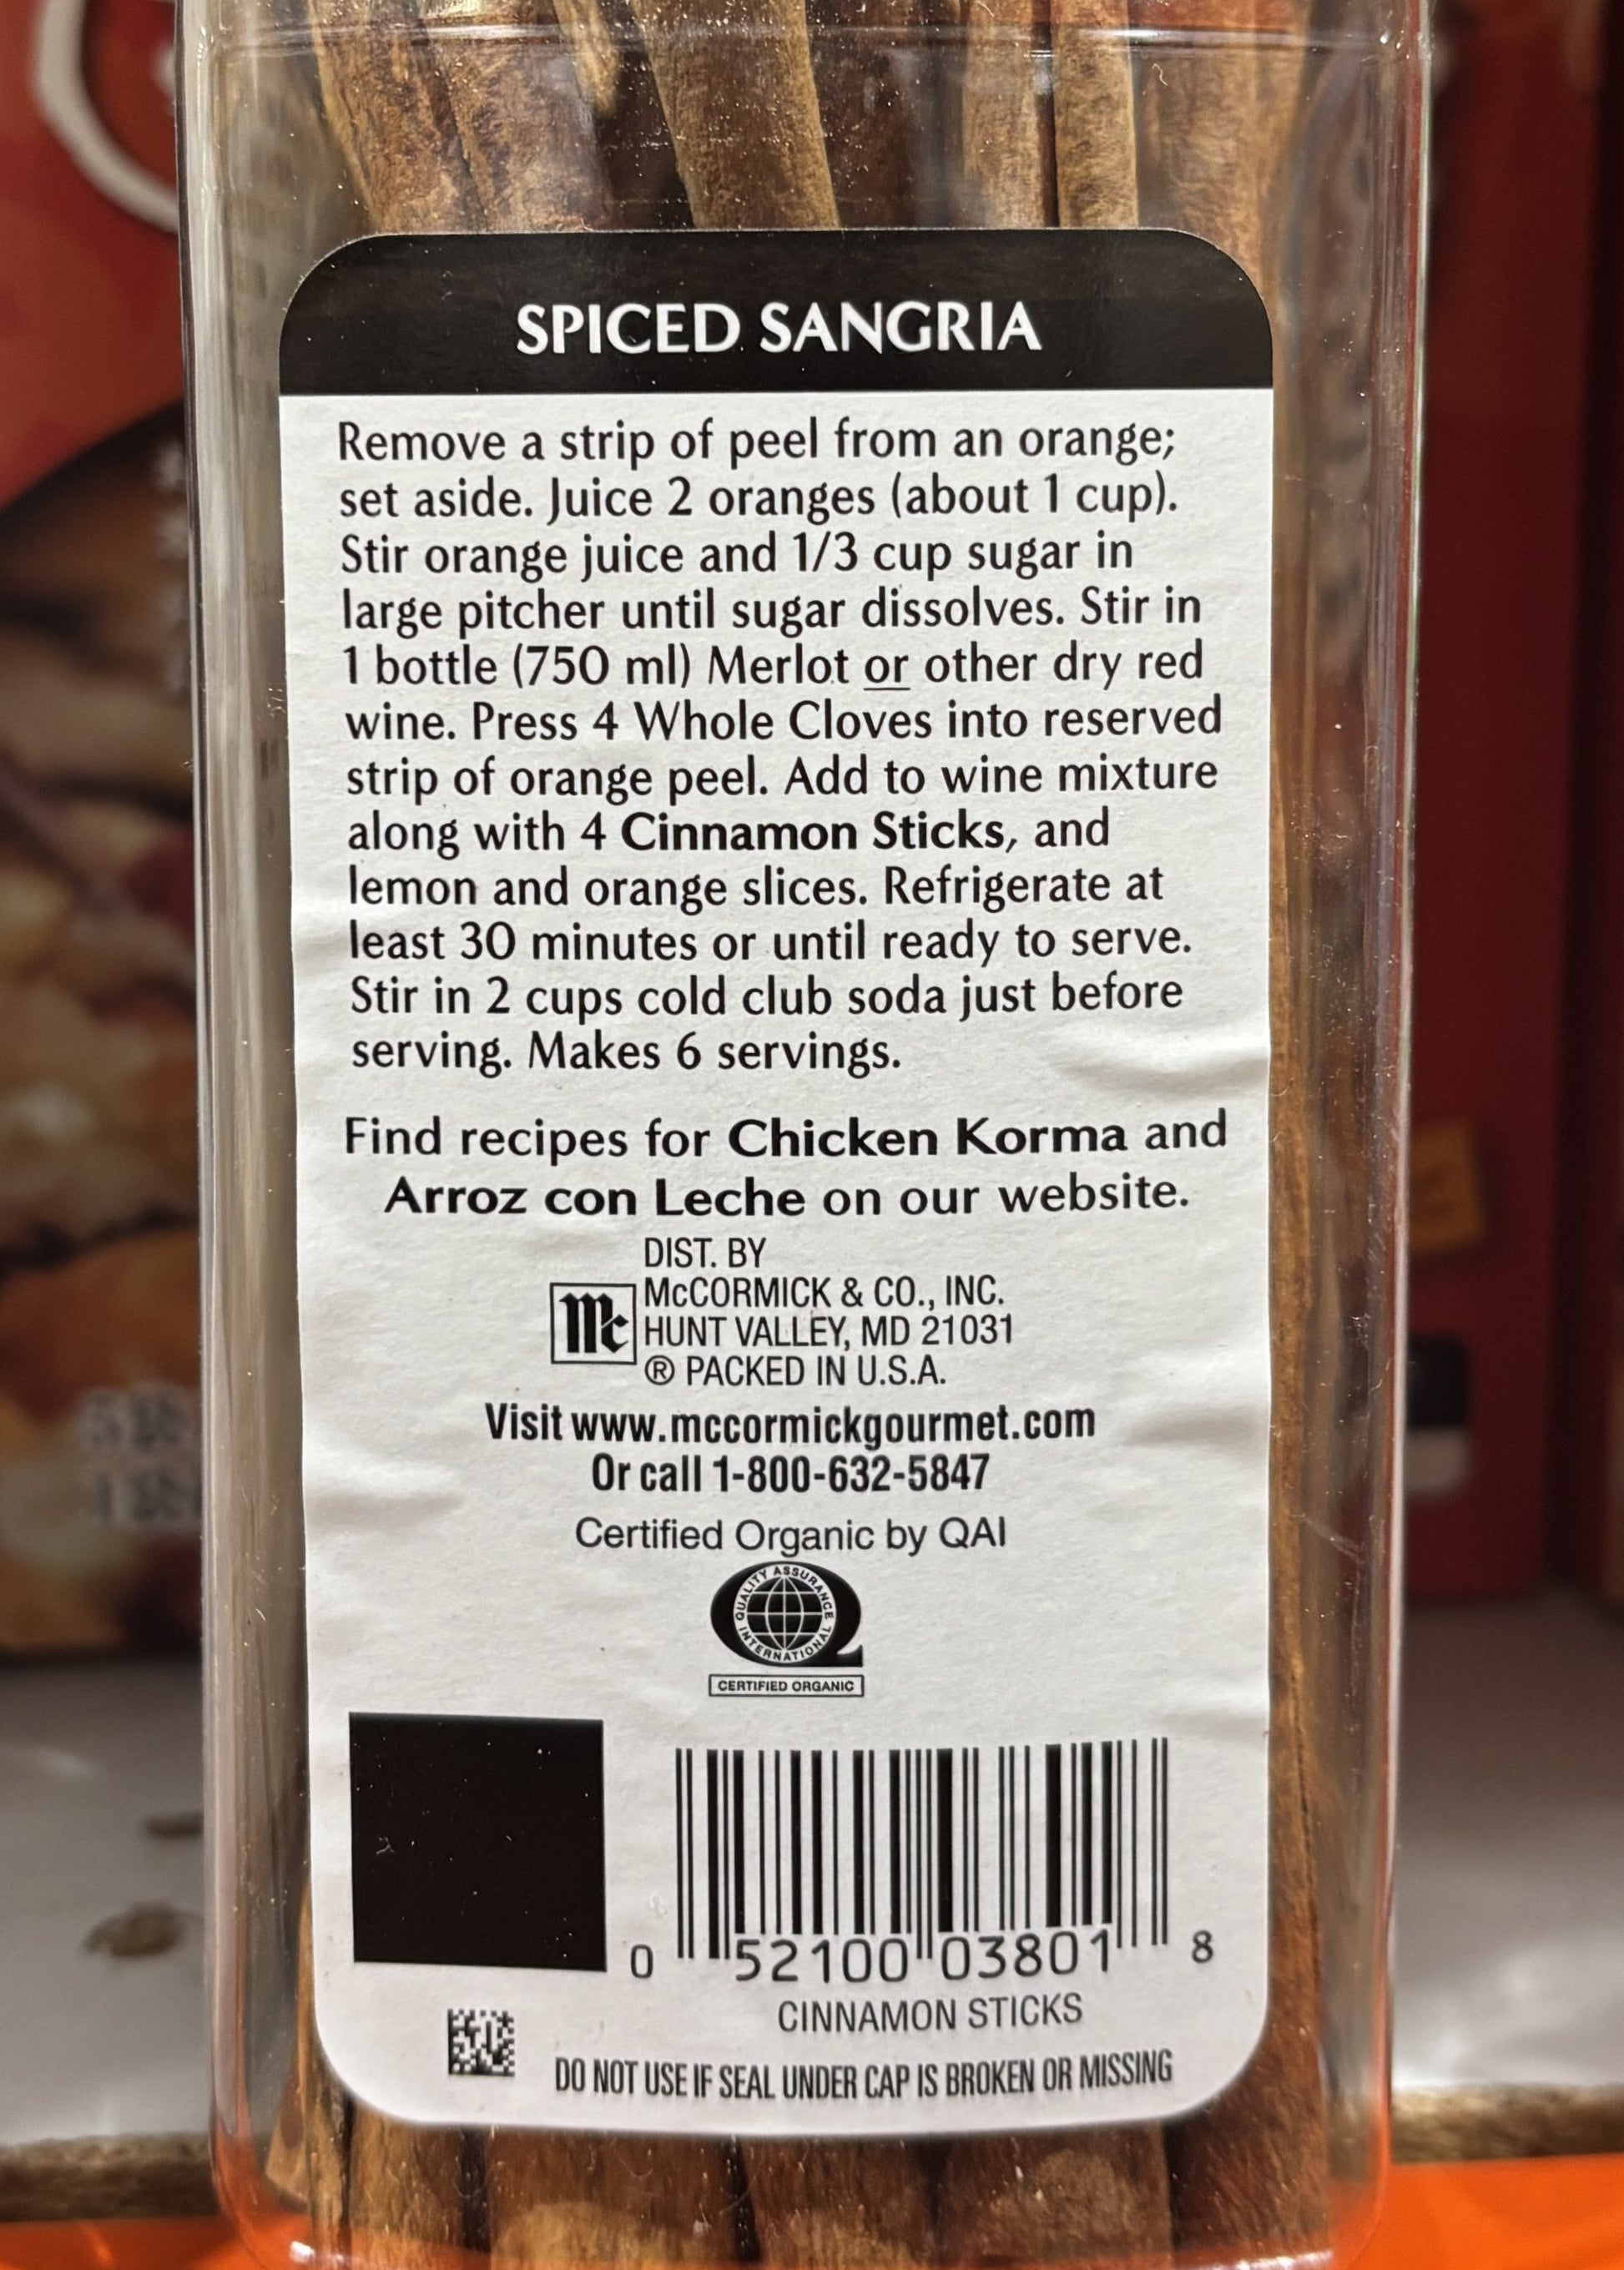 SPICED SANGRIA
Remove a strip of peel from an orange;
set aside. Juice 2 oranges (about 1 cup).
Stir orange juice and 1/3 cup sugar in
large pitcher until sugar dissolves. Stir in
1 bottle (750 ml) Merlot or other dry red
wine. Press 4 Whole Cloves into reserved
strip of orange peel. Add to wine mixture
along with 4 Cinnamon Sticks, and
lemon and orange slices. Refrigerate at
least 30 minutes or until ready to serve.
Stir in 2 cups cold club soda just before
serving. Makes 6 servings.
Find recipes for Chicken Korma and
Arroz con Leche on our website.
DIST. BY
Mc McCORMICK & CO., INC.
HUNT VALLEY, MD 21031
® PACKED IN U.S.A.
Visit www.mccormickgourmet.com
Or call 1-800-632-5847
Certified Organic by QAI
QUALITY ASSURANCE
INTERNATIONAL
CERTIFIED ORGANIC
0 52100 03801 8
CINNAMON STICKS
DO NOT USE IF SEAL UNDER CAP IS BROKEN OR MISSING